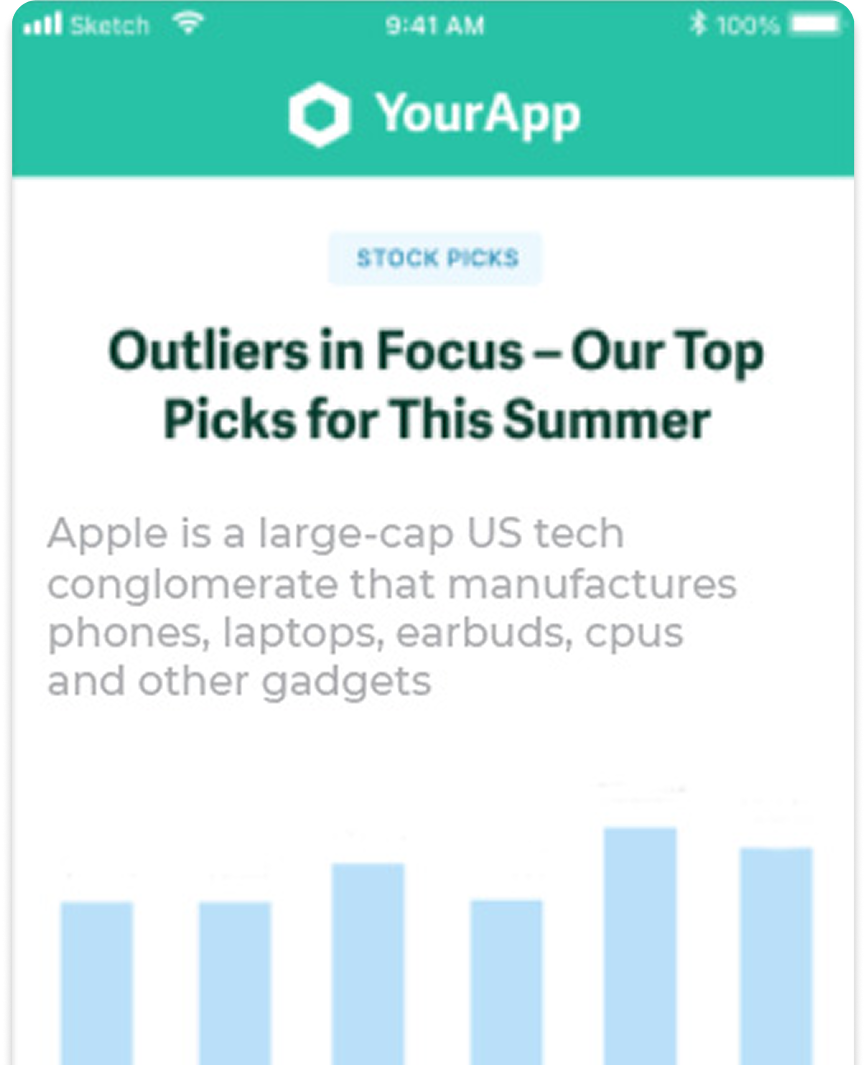 Sketch 9:41 AM 100%
YourApp
STOCK PICKS
Outliers in Focus – Our Top
Picks for This Summer
Apple is a large-cap US tech
conglomerate that manufactures
phones, laptops, earbuds, cpus
and other gadgets